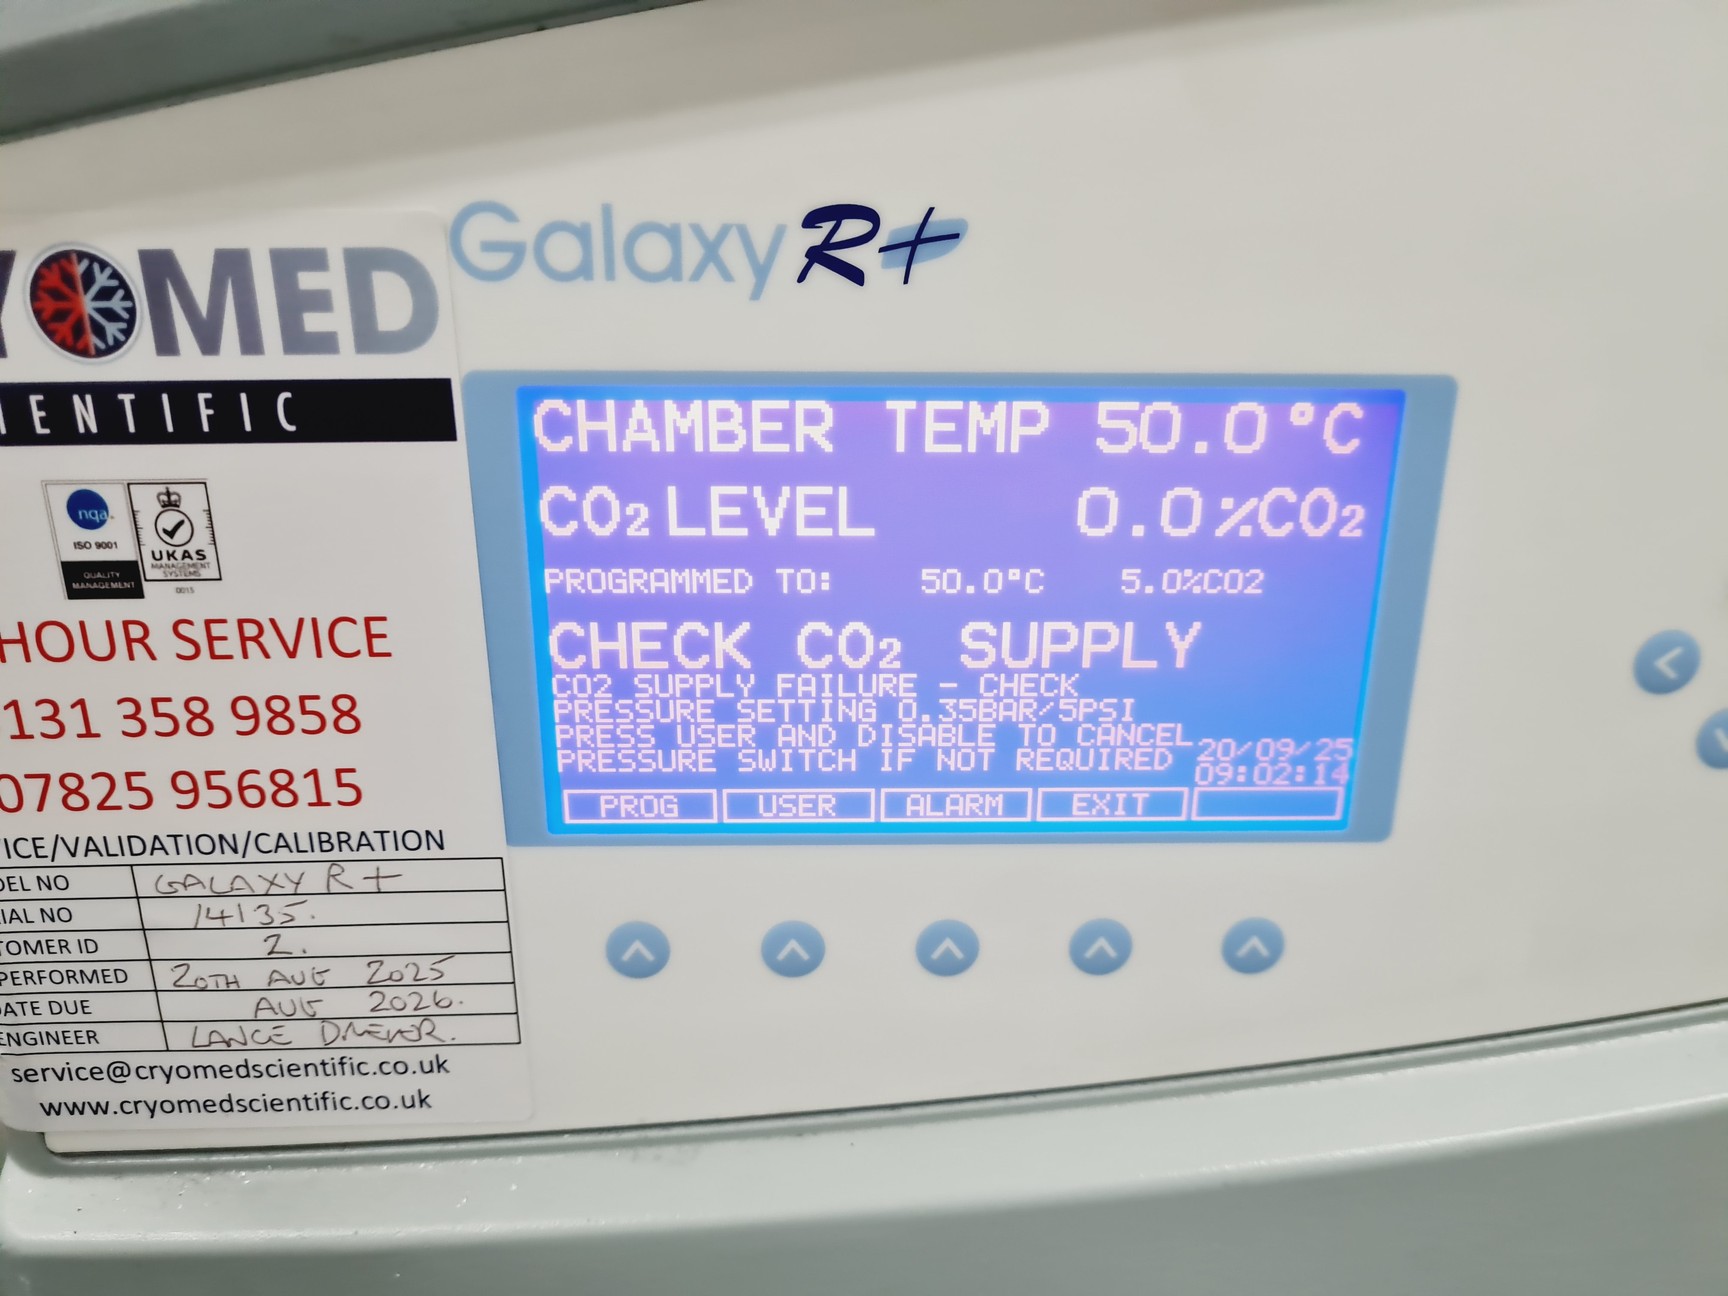 Galaxy R+
YOMED
IENTIFIC
nqa.
ISO 9001
QUALITY
MANAGEMENT
UKAS
MANAGEMENT
SYSTEMS
0015
HOUR SERVICE
131 358 9858
07825 956815
ICE/VALIDATION/CALIBRATION
DEL NO GALAXY R+
IAL NO 14135.
TOMER ID 2.
PERFORMED 20TH AUG 2025
DATE DUE AUG 2026.
ENGINEER LANCE
service@cryomedscientific.co.uk
www.cryomedscientific.co.uk
CHAMBER TEMP 50.0°C
CO₂ LEVEL 0.0%CO₂
PROGRAMMED TO: 50.0°C 5.0%CO2
CHECK CO₂ SUPPLY
CO2 SUPPLY FAILURE - CHECK
PRESSURE SETTING 0.35BAR/5PSI
PRESS USER AND DISABLE TO CANCEL
PRESSURE SWITCH IF NOT REQUIRED
20/09/25
09:02:14
PROG USER ALARM EXIT